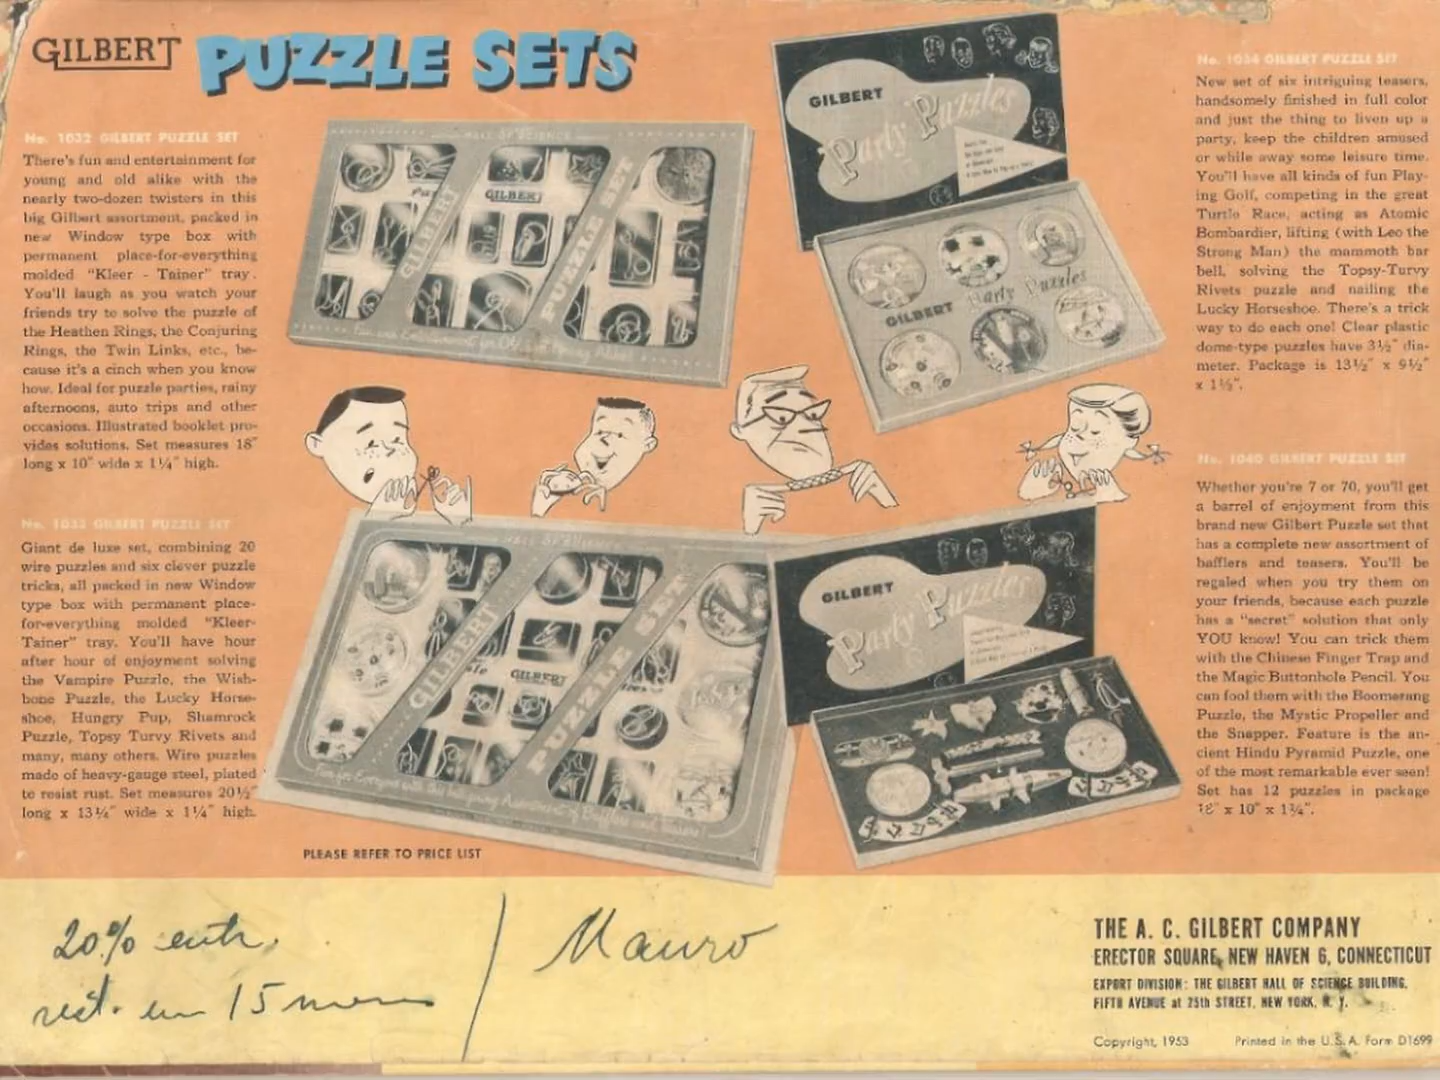 GILBERT PUZZLE SETS
No. 1032 GILBERT PUZZLE SET
There's fun and entertainment for
young and old alike with the
nearly two-dozen twisters in this
big Gilbert assortment, packed in
new Window type box with
permanent place-for-everything
molded "Kleer - Tainer" tray.
You'll laugh as you watch your
friends try to solve the puzzle of
the Heathen Rings, the Conjuring
Rings, the Twin Links, etc., be-
cause it's a cinch when you know
how. Ideal for puzzle parties, rainy
afternoons, auto trips and other
occasions. Illustrated booklet pro-
vides solutions. Set measures 18"
long x 10" wide x 1¼" high.
No. 1033 GILBERT PUZZLE SET
Giant de luxe set, combining 20
wire puzzles and six clever puzzle
tricks, all packed in new Window
type box with permanent place-
for-everything molded "Kleer-
Tainer" tray. You'll have hour
after hour of enjoyment solving
the Vampire Puzzle, the Wish-
bone Puzzle, the Lucky Horse-
shoe, Hungry Pup, Shamrock
Puzzle, Topsy Turvy Rivets and
many, many others. Wire puzzles
made of heavy-gauge steel, plated
to resist rust. Set measures 20½"
long x 13¼" wide x 1¼" high.
HALL OF SCIENCE
GILBERT
GILBERT PUZZLE SET
GILBERT
Party Puzzles
GILBERT Party Puzzles
HALL OF SCIENCE
GILBERT
GILBERT PUZZLE SET
GILBERT
Party Puzzles
No. 1034 GILBERT PUZZLE SET
New set of six intriguing teasers,
handsomely finished in full color
and just the thing to liven up a
party, keep the children amused
or while away some leisure time.
You'll have all kinds of fun Play-
ing Golf, competing in the great
Turtle Race, acting as Atomic
Bombardier, lifting (with Leo the
Strong Man) the mammoth bar
bell, solving the Topsy-Turvy
Rivets puzzle and nailing the
Lucky Horseshoe. There's a trick
way to do each one! Clear plastic
dome-type puzzles have 3½" dia-
meter. Package is 13½" x 9½"
x 1½".
No. 1040 GILBERT PUZZLE SET
Whether you're 7 or 70, you'll get
a barrel of enjoyment from this
brand new Gilbert Puzzle set that
has a complete new assortment of
bafflers and teasers. You'll be
regaled when you try them on
your friends, because each puzzle
has a "secret" solution that only
YOU know! You can trick them
with the Chinese Finger Trap and
the Magic Buttonhole Pencil. You
can fool them with the Boomerang
Puzzle, the Mystic Propeller and
the Snapper. Feature is the an-
cient Hindu Pyramid Puzzle, one
of the most remarkable ever seen!
Set has 12 puzzles in package
18" x 10" x 1¼".
PLEASE REFER TO PRICE LIST
20% entr. / Mauro
rest. em 15
THE A. C. GILBERT COMPANY
ERECTOR SQUARE, NEW HAVEN 6, CONNECTICUT
EXPORT DIVISION: THE GILBERT HALL OF SCIENCE BUILDING,
FIFTH AVENUE at 25th STREET, NEW YORK, N. Y.
Copyright, 1953 Printed in the U. S. A. Form D1699